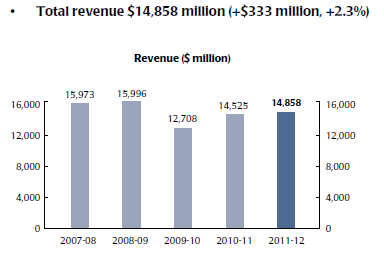 • Total revenue $14,858 million (+$333 million, +2.3%)
Revenue ($ million)
15,973 15,996 12,708 14,525 14,858
16,000 16,000
12,000 12,000
8,000 8,000
4,000 4,000
0 0
2007-08 2008-09 2009-10 2010-11 2011-12